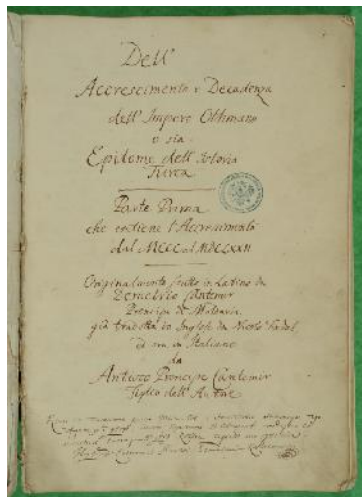 Dell'
Accrescimento e Decadenza
dell' Impero Othmano
o sia
Epitome dell' Istoria
Turca
Parte Prima
che contiene l'Accrescimento
dal MCCC al MDCLXXII
Originalmente scritto in Latino da
Demetrio Cantemir
Principe di Moldavia
già tradotta in Inglese da Nicolò Tindal
ed ora in Italiano
da
Antioco Principe Cantemir
Figlio dell' Autore